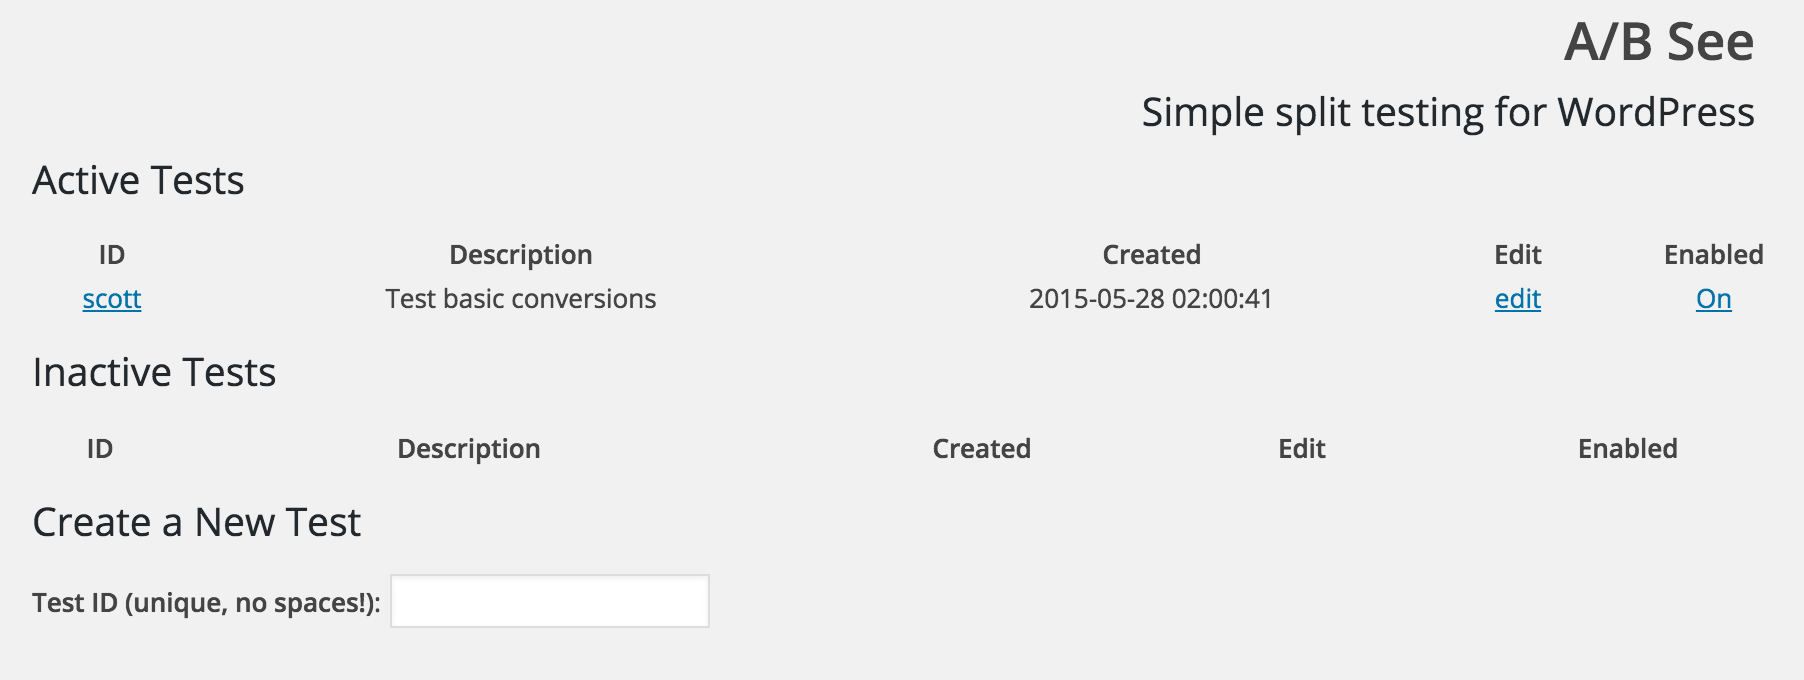 A/B See
Simple split testing for WordPress
Active Tests
ID Description Created Edit Enabled
scott Test basic conversions 2015-05-28 02:00:41 edit On
Inactive Tests
ID Description Created Edit Enabled
Create a New Test
Test ID (unique, no spaces!):